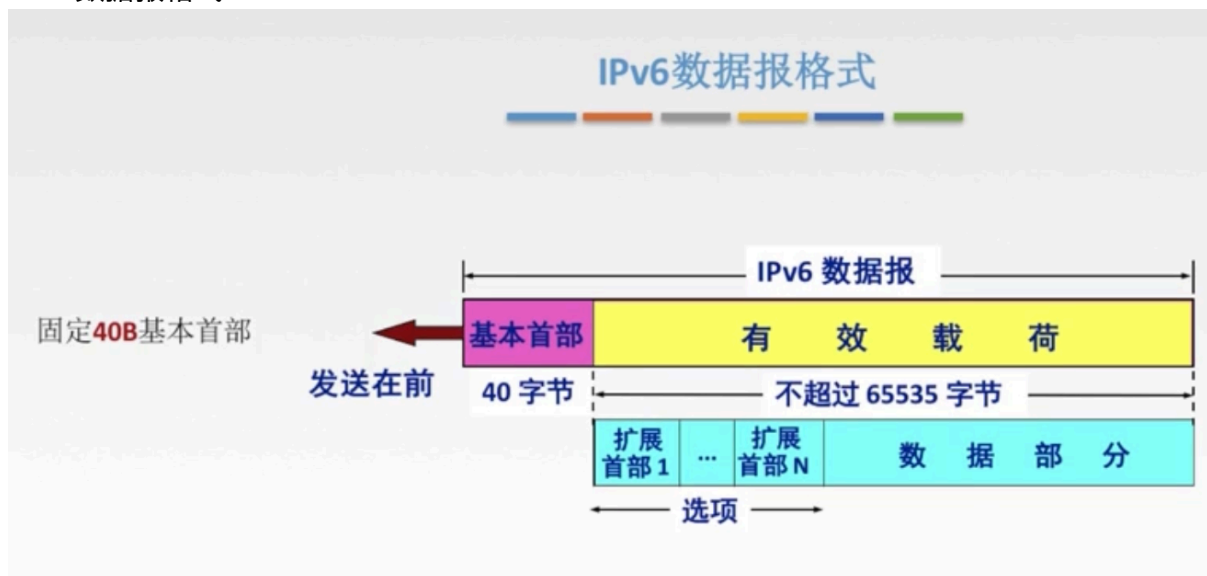 IPv6数据报格式
IPv6 数据报
固定40B基本首部
基本首部
有效载荷
发送在前
40 字节
不超过 65535 字节
扩展
首部 1
...
扩展
首部 N
数据部分
选项